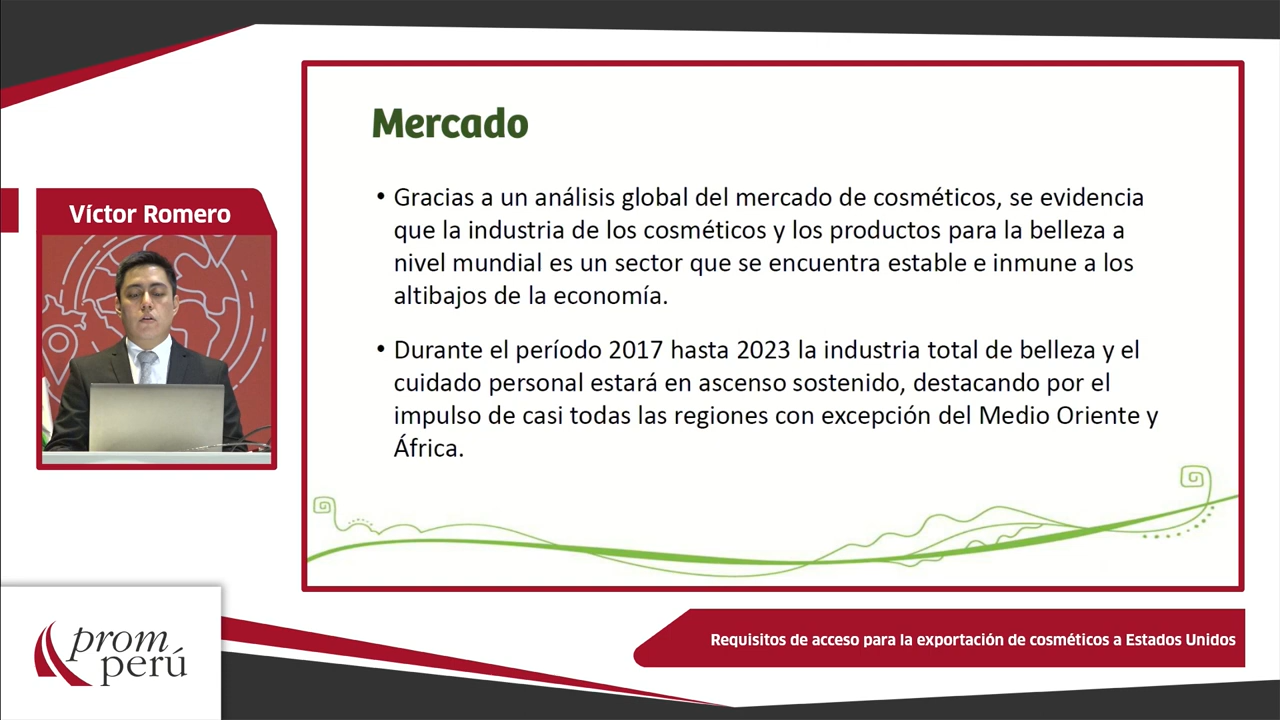 Mercado
• Gracias a un análisis global del mercado de cosméticos, se evidencia
que la industria de los cosméticos y los productos para la belleza a
nivel mundial es un sector que se encuentra estable e inmune a los
altibajos de la economía.
• Durante el período 2017 hasta 2023 la industria total de belleza y el
cuidado personal estará en ascenso sostenido, destacando por el
impulso de casi todas las regiones con excepción del Medio Oriente y
África.
Víctor Romero
prom
perú
Requisitos de acceso para la exportación de cosméticos a Estados Unidos